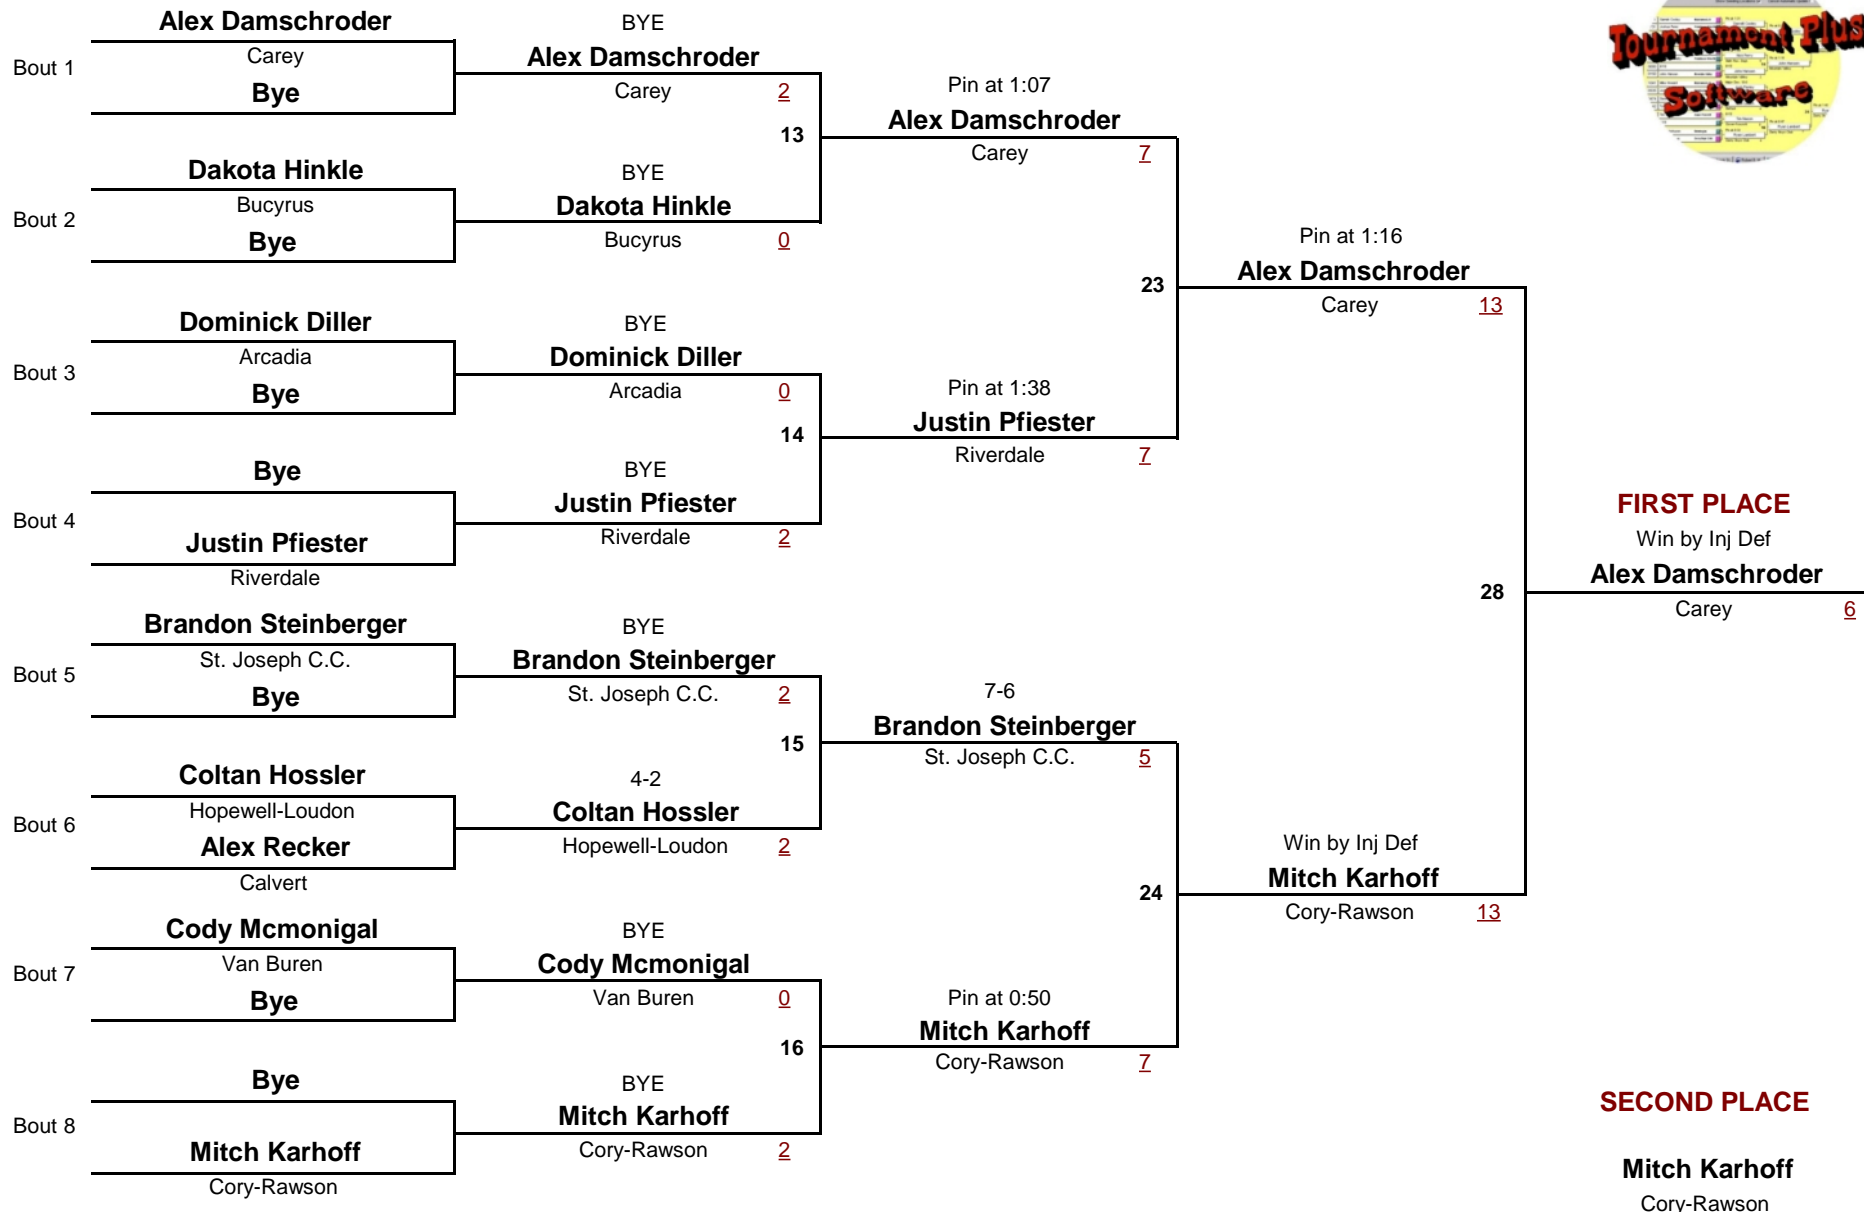 Tournament Plus
Software
Bout 1
Alex Damschroder
Carey
Bye
Bout 2
Dakota Hinkle
Bucyrus
Bye
Bout 3
Dominick Diller
Arcadia
Bye
Bout 4
Bye
Justin Pfiester
Riverdale
Bout 5
Brandon Steinberger
St. Joseph C.C.
Bye
Bout 6
Coltan Hossler
Hopewell-Loudon
Alex Recker
Calvert
Bout 7
Cody Mcmonigal
Van Buren
Bye
Bout 8
Bye
Mitch Karhoff
Cory-Rawson
BYE
Alex Damschroder
Carey 2
13
BYE
Dakota Hinkle
Bucyrus 0
BYE
Dominick Diller
Arcadia 0
14
BYE
Justin Pfiester
Riverdale 2
BYE
Brandon Steinberger
St. Joseph C.C. 2
15
4-2
Coltan Hossler
Hopewell-Loudon 2
BYE
Cody Mcmonigal
Van Buren 0
16
BYE
Mitch Karhoff
Cory-Rawson 2
Pin at 1:07
Alex Damschroder
Carey 7
23
Pin at 1:38
Justin Pfiester
Riverdale 7
7-6
Brandon Steinberger
St. Joseph C.C. 5
24
Pin at 0:50
Mitch Karhoff
Cory-Rawson 7
Pin at 1:16
Alex Damschroder
Carey 13
28
Win by Inj Def
Mitch Karhoff
Cory-Rawson 13
FIRST PLACE
Win by Inj Def
Alex Damschroder
Carey 6
SECOND PLACE
Mitch Karhoff
Cory-Rawson